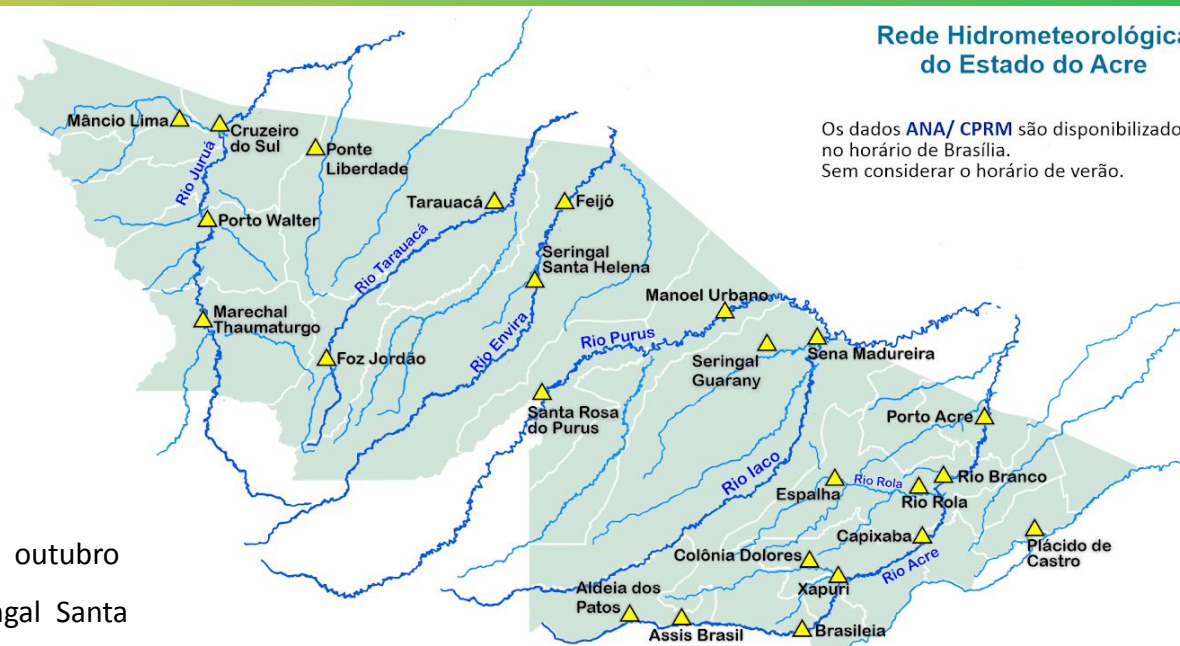 Rede Hidrometeorológica
do Estado do Acre
Os dados ANA/ CPRM são disponibilizado
no horário de Brasília.
Sem considerar o horário de verão.
Mâncio Lima
Cruzeiro
do Sul
Ponte
Liberdade
Rio Juruá
Porto Walter
Tarauacá
Feijó
Rio Tarauacá
Seringal
Santa Helena
Marechal
Thaumaturgo
Foz Jordão
Rio Envira
Manoel Urbano
Rio Purus
Seringal
Guarany
Sena Madureira
Santa Rosa
do Purus
Porto Acre
Rio Iaco
Espalha
Rio Rola
Rio Rola
Rio Branco
Capixaba
Plácido de
Castro
Colônia Dolores
Rio Acre
Xapuri
Aldeia dos
Patos
Assis Brasil
Brasileia
outubro
ngal Santa